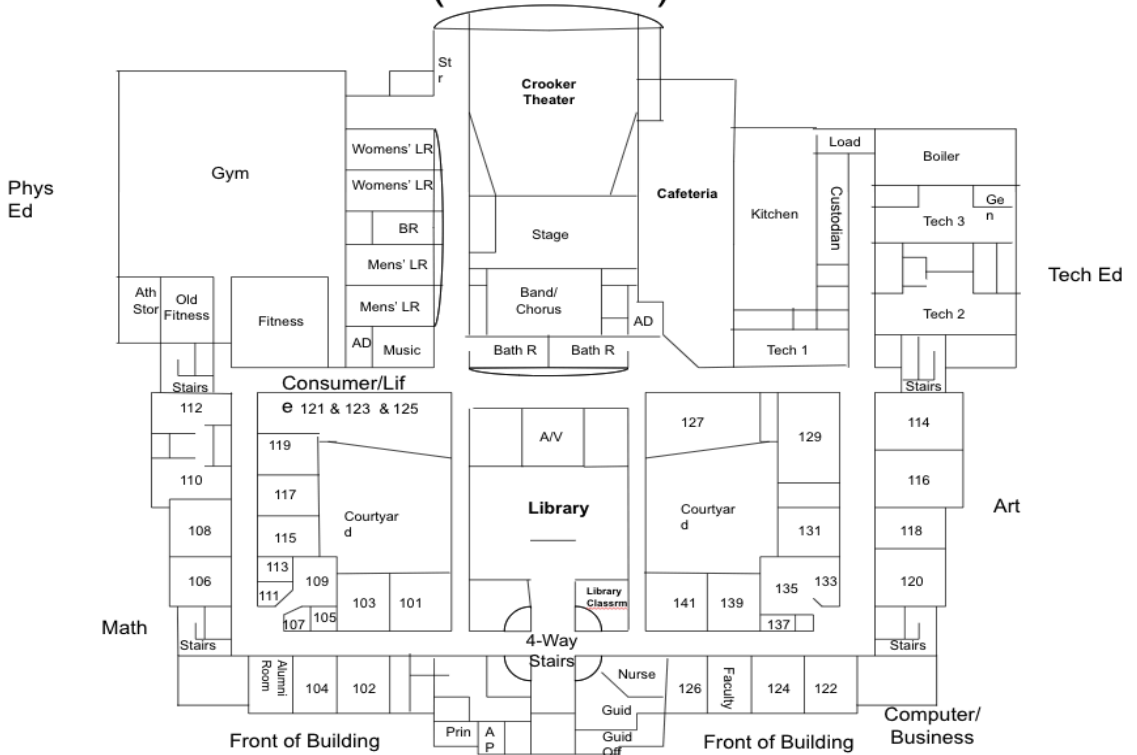 (
)
St
r
Crooker
Theater
Womens' LR
Womens' LR
Gym
BR
Mens' LR
Mens' LR
Phys
Ed
Ath
Stor
Old
Fitness
Fitness
AD
Music
Stage
Band/
Chorus
AD
Bath R
Bath R
Cafeteria
Kitchen
Load
Custodian
Tech 1
Boiler
Ge
n
Tech 3
Tech 2
Tech Ed
Stairs
Consumer/Lif
e 121 & 123 & 125
Stairs
112
110
108
106
119
117
115
113
111
109
107
105
103
101
Courtyar
d
A/V
Library
Library
Classrm
127
129
Courtyar
d
131
133
135
137
139
141
114
116
118
120
Art
Math
Stairs
4-Way
Stairs
Stairs
Alumni
Room
104
102
Prin
A
P
Nurse
Guid
Guid
Off
126
Faculty
124
122
Computer/
Business
Front of Building
Front of Building